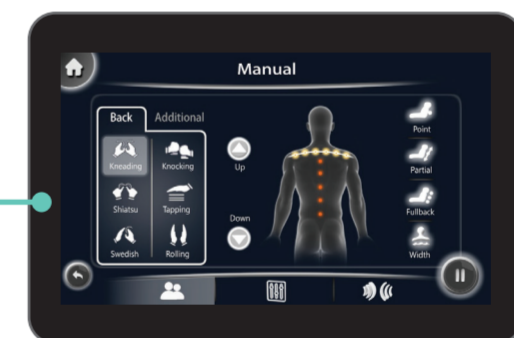 Manual
Back Additional
Kneading Knocking
Shiatsu Tapping
Swedish Rolling
Up
Down
Point
Partial
Fullback
Width